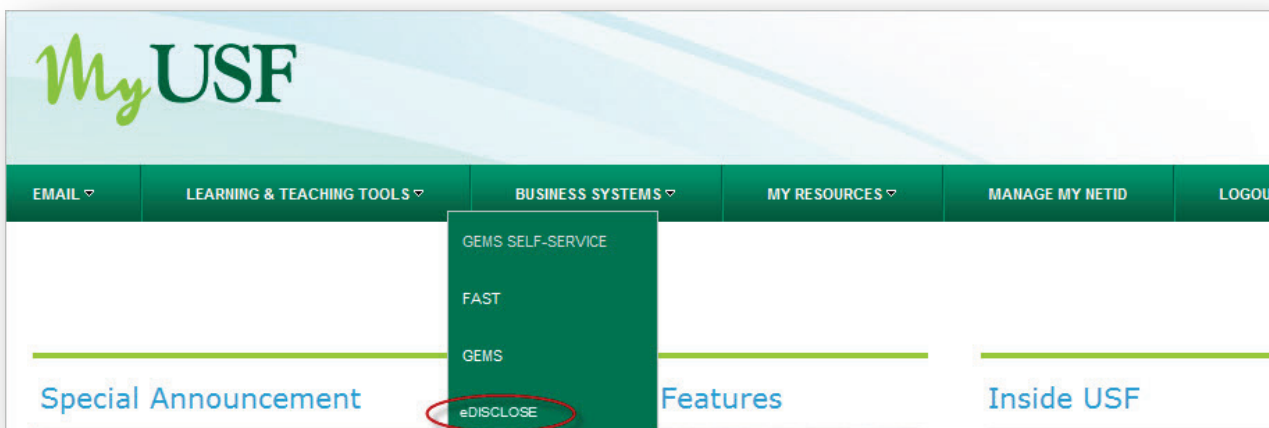 MyUSF
EMAIL LEARNING & TEACHING TOOLS BUSINESS SYSTEMS MY RESOURCES MANAGE MY NETID LOGOU
GEMS SELF-SERVICE
FAST
GEMS
eDISCLOSE
Special Announcement Features Inside USF